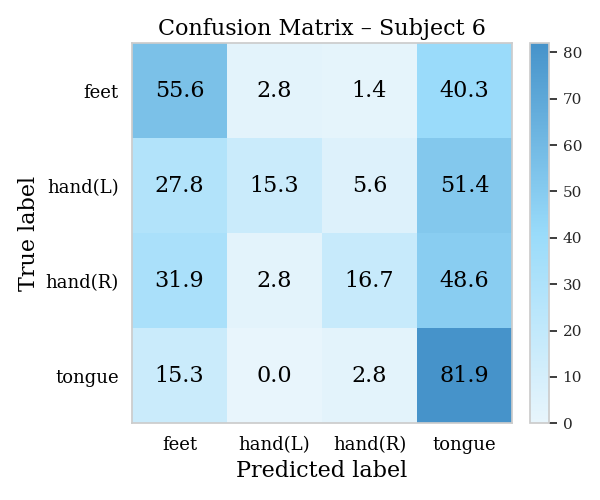 Confusion Matrix – Subject 6
True label
feet 55.6 2.8 1.4 40.3
hand(L) 27.8 15.3 5.6 51.4
hand(R) 31.9 2.8 16.7 48.6
tongue 15.3 0.0 2.8 81.9
feet hand(L) hand(R) tongue
Predicted label
80
70
60
50
40
30
20
10
0